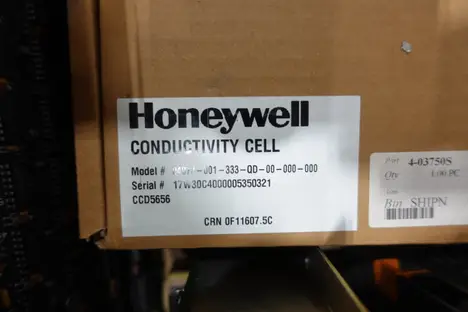 Honeywell
CONDUCTIVITY CELL
Model # -001-333-QD-00-000-000
Serial # 17W30C4000005350321
CCD5656
CRN 0F11607.5C
4-03750S
Qty 1.00 PC
Bin SHIPN